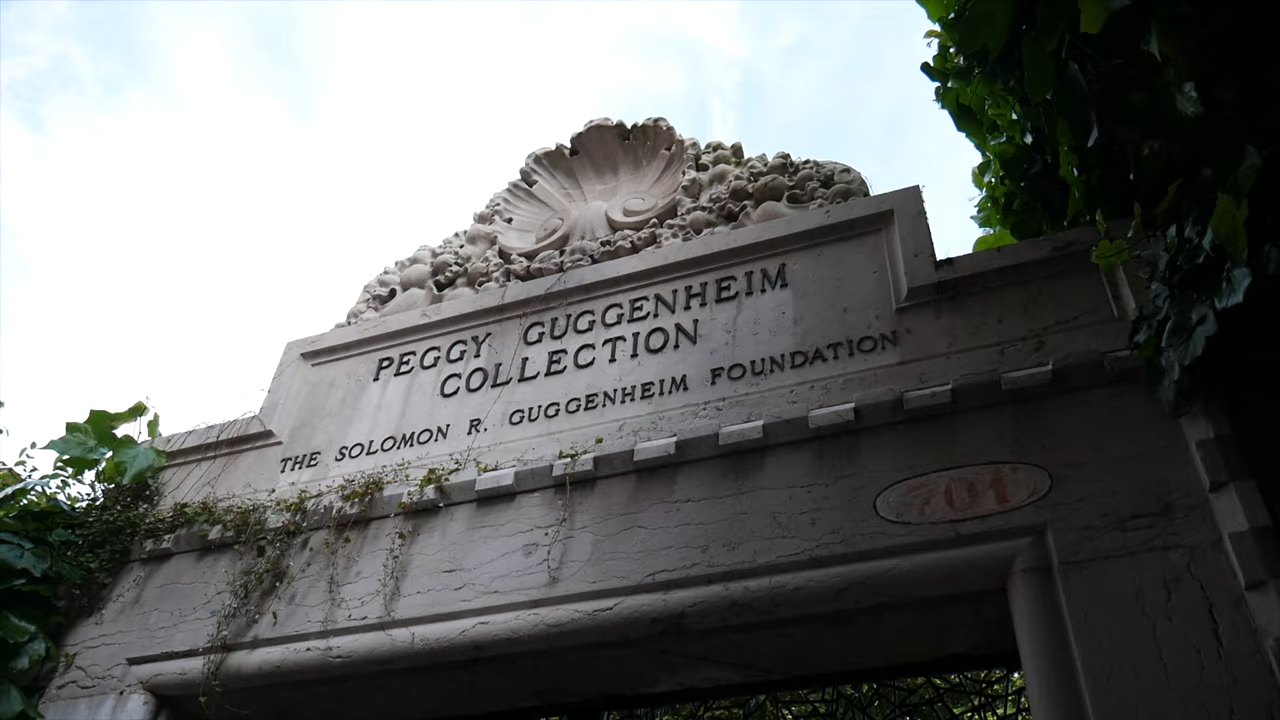 PEGGY GUGGENHEIM
COLLECTION
THE SOLOMON R. GUGGENHEIM FOUNDATION
701